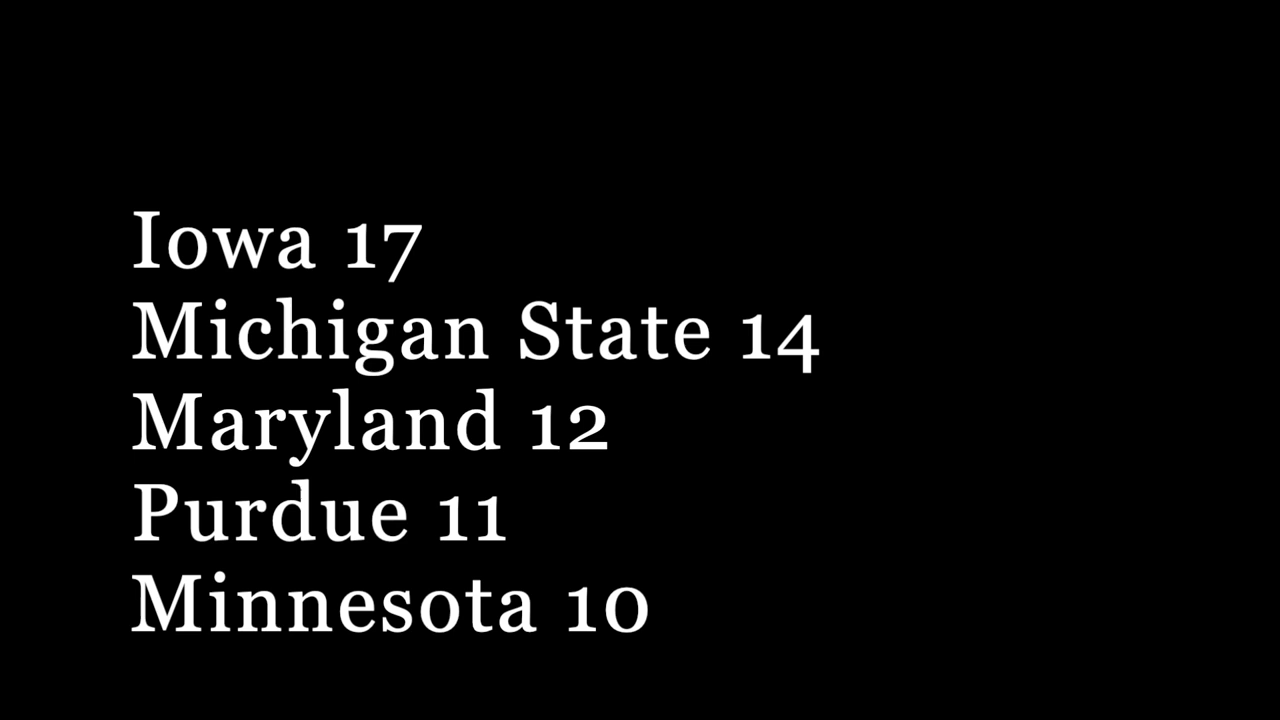 Iowa 17
Michigan State 14
Maryland 12
Purdue 11
Minnesota 10